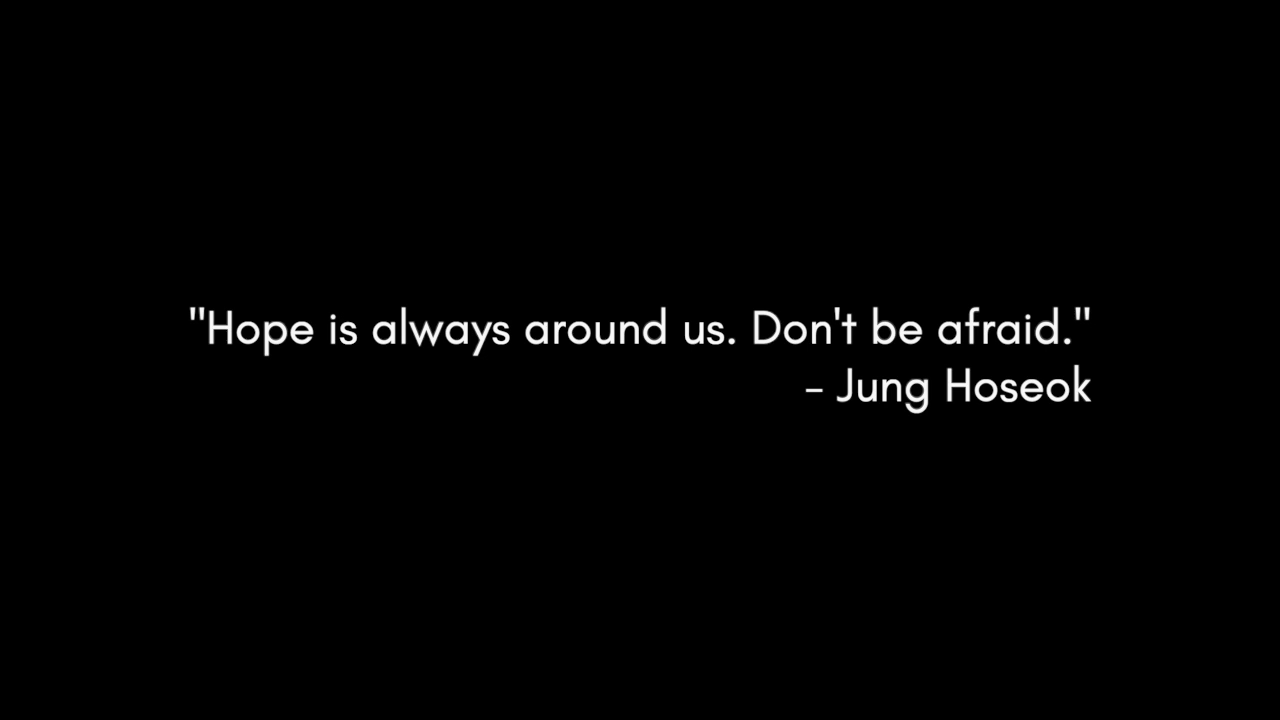 "Hope is always around us. Don't be afraid."
– Jung Hoseok